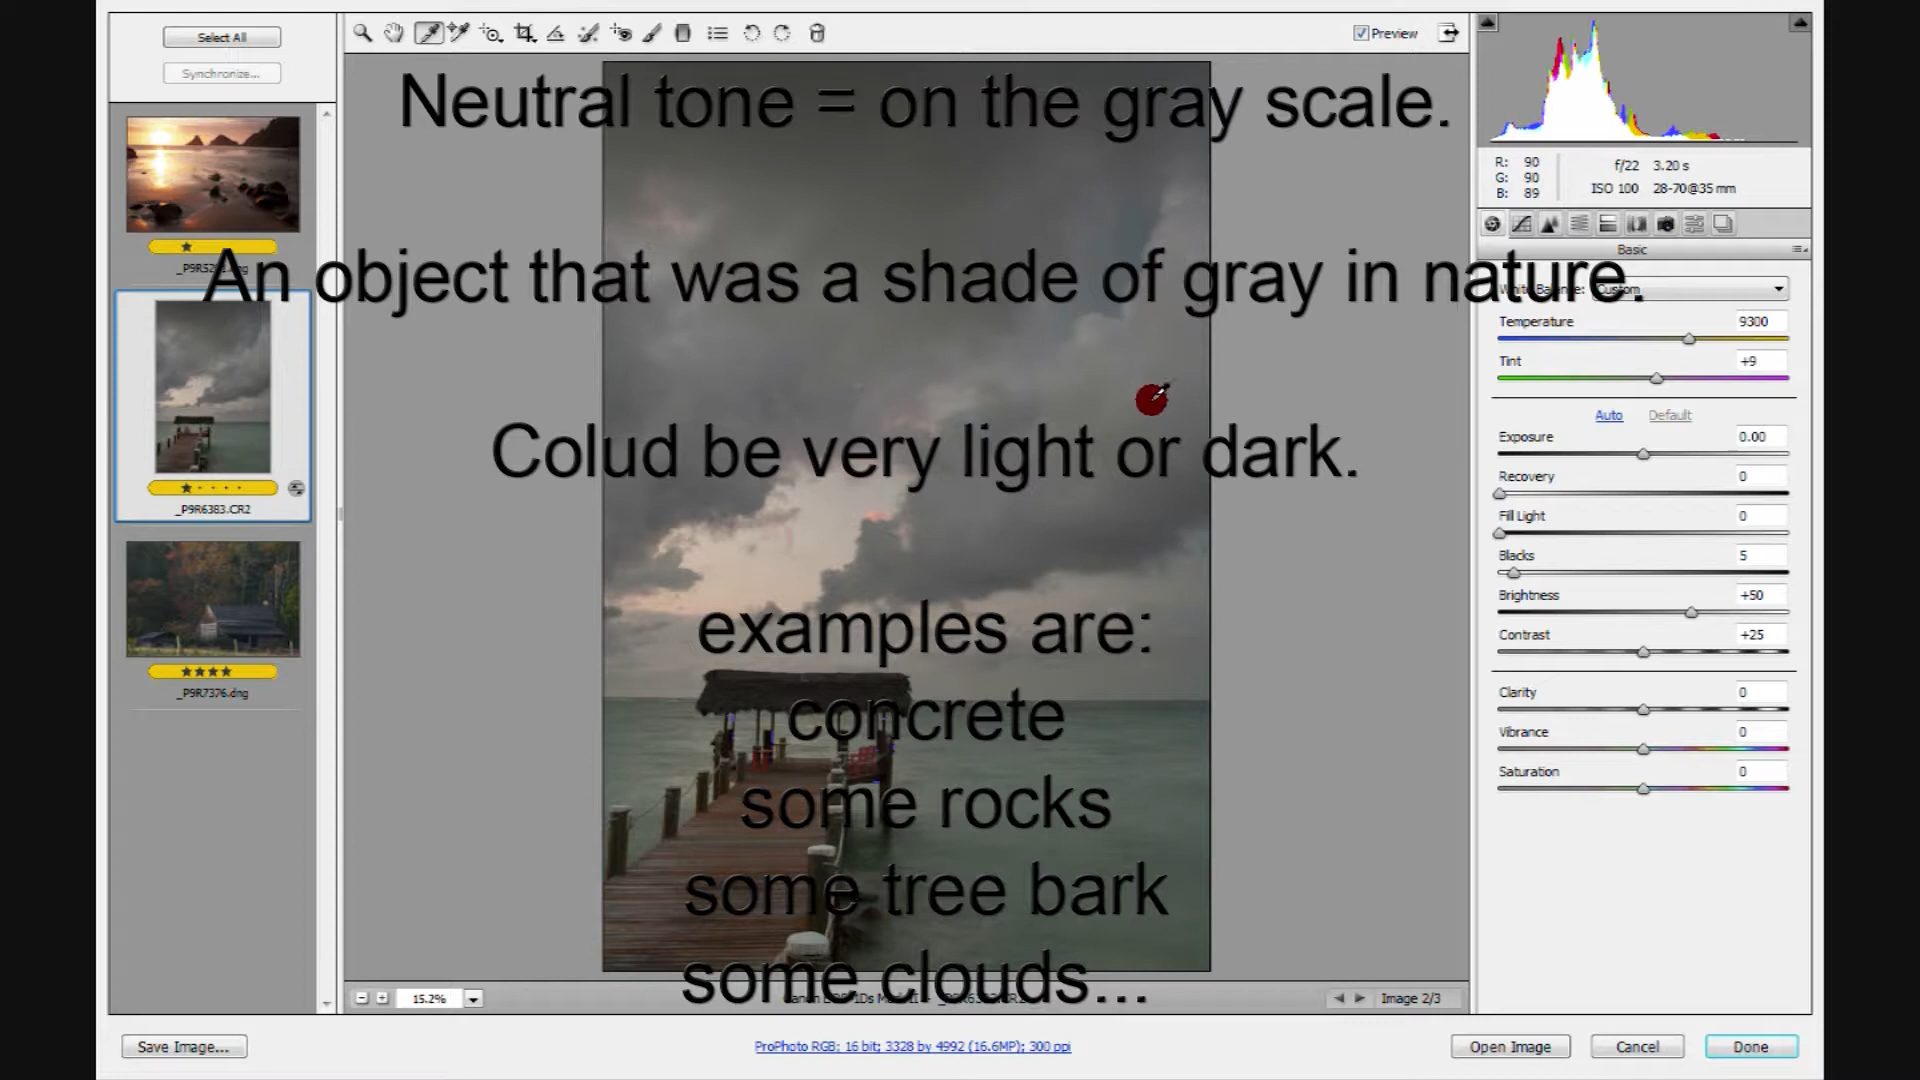 Select All
Synchronize...
Preview
Neutral tone = on the gray scale.
An object that was a shade of gray in nature.
Colud be very light or dark.
examples are:
concrete
some rocks
some tree bark
some clouds...
_P9R6383.CR2
_P9R7376.dng
R: 90
G: 90
B: 89
f/22 3.20 s
ISO 100 28-70@35 mm
Basic
White Balance: Custom
Temperature 9300
Tint +9
Auto Default
Exposure 0.00
Recovery 0
Fill Light 0
Blacks 5
Brightness +50
Contrast +25
Clarity 0
Vibrance 0
Saturation 0
15.2%
Image 2/3
Save Image...
ProPhoto RGB; 16 bit; 3328 by 4992 (16.6MP); 300 ppi
Open Image
Cancel
Done